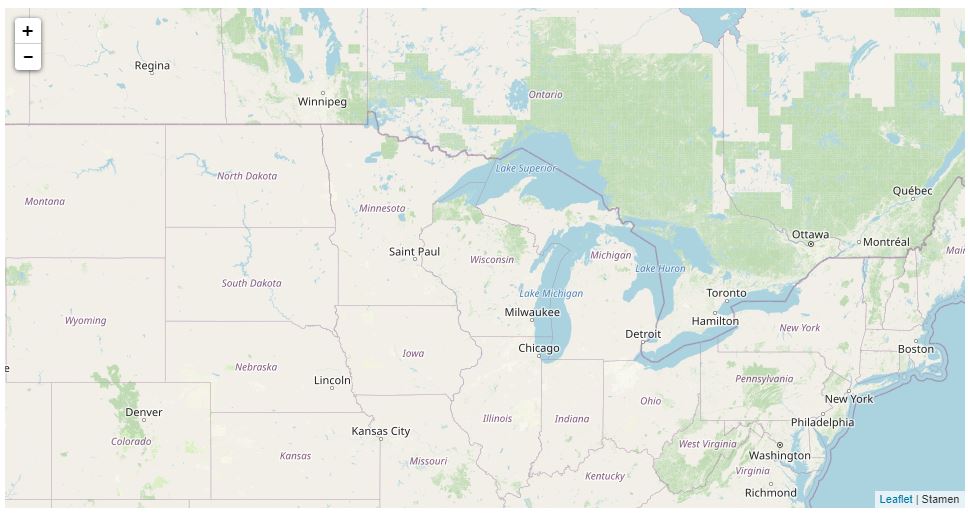 +
−
Regina
Winnipeg
Ontario
Lake Superior
North Dakota
Montana
Québec
Minnesota
Ottawa
Montréal
Saint Paul
Wisconsin
Michigan
Lake Huron
South Dakota
Lake Michigan
Toronto
Milwaukee
Hamilton
Wyoming
Detroit
New York
Chicago
Boston
Iowa
e
Nebraska
Lincoln
Pennsylvania
New York
Ohio
Denver
Illinois
Indiana
Philadelphia
Kansas City
Colorado
West Virginia
Kansas
Washington
Missouri
Virginia
Kentucky
Richmond
Mai
Leaflet | Stamen